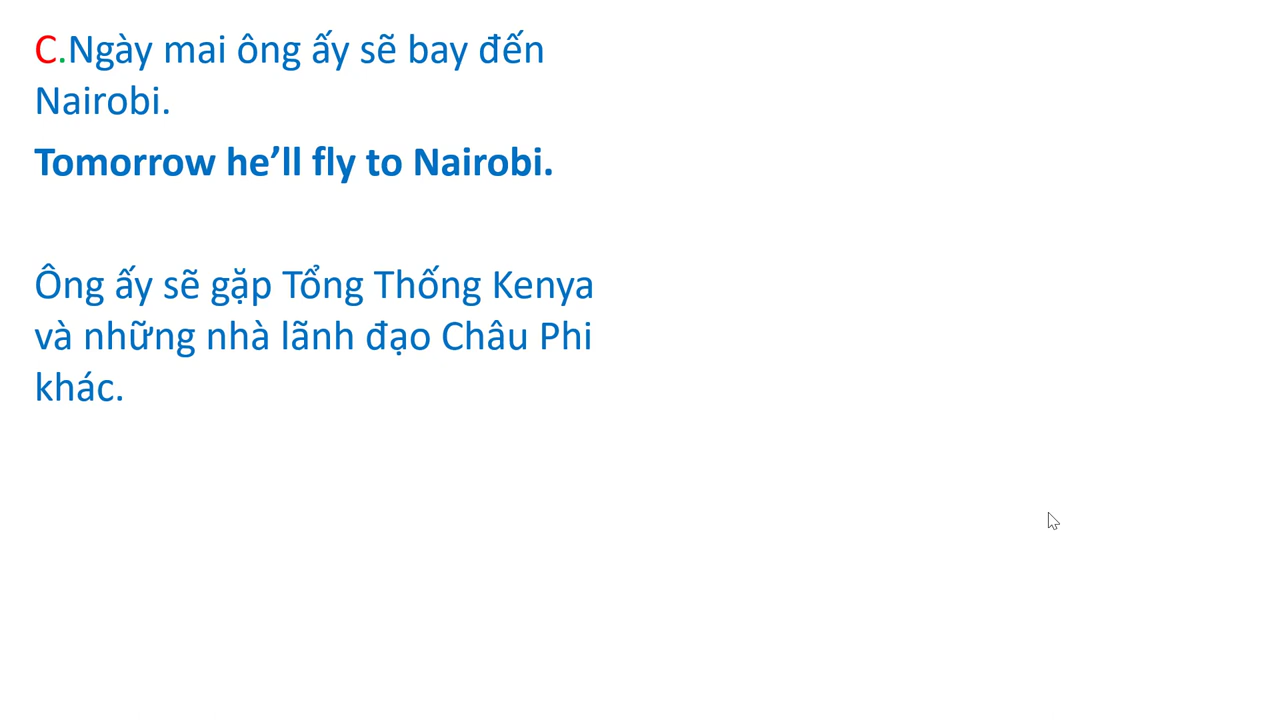 C.Ngày mai ông ấy sẽ bay đến
Nairobi.
Tomorrow he’ll fly to Nairobi.
Ông ấy sẽ gặp Tổng Thống Kenya
và những nhà lãnh đạo Châu Phi
khác.